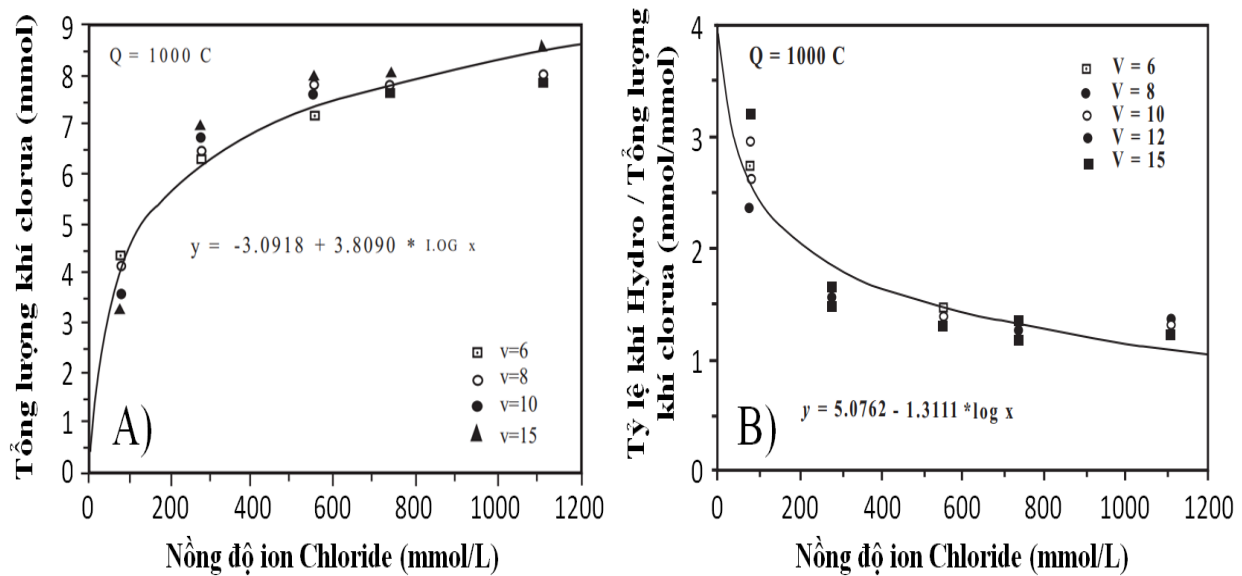 Tổng lượng khí clorua (mmol)
9
8
7
6
5
4
3
2
1
0
Q = 1000 C
y = -3.0918 + 3.8090 * LOG x
v=6
v=8
v=10
v=15
A)
0 200 400 600 800 1000 1200
Nồng độ ion Chloride (mmol/L)
Tỷ lệ khí Hydro / Tổng lượng
khí clorua (mmol/mmol)
4
3
2
1
0
Q = 1000 C
V = 6
V = 8
V = 10
V = 12
V = 15
y = 5.0762 - 1.3111 *log x
B)
0 200 400 600 800 1000 1200
Nồng độ ion Chloride (mmol/L)